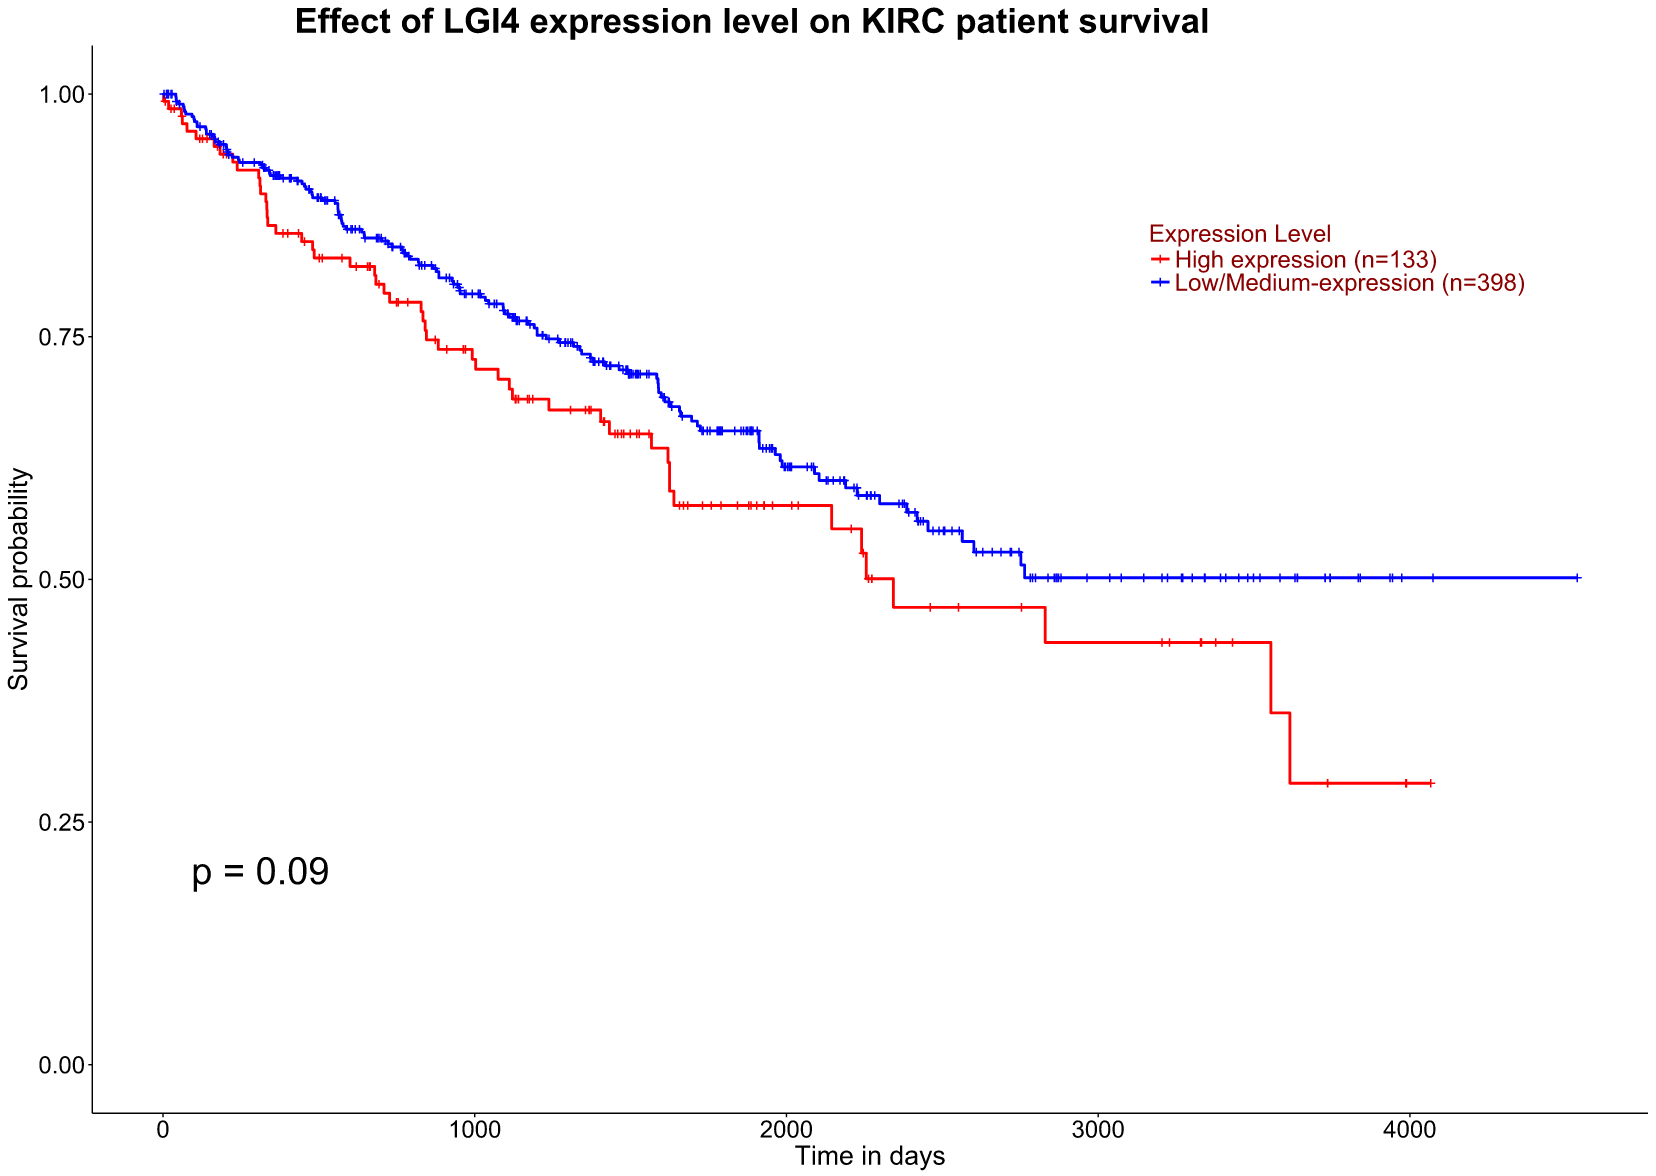 Effect of LGI4 expression level on KIRC patient survival
1.00
0.75
0.50
0.25
0.00
Survival probability
Expression Level
High expression (n=133)
Low/Medium-expression (n=398)
p = 0.09
0 1000 2000 3000 4000
Time in days